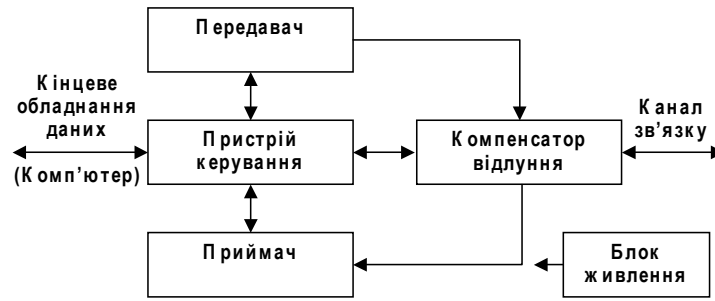 Передавач
Кінцеве
обладнання
даних
(Комп’ютер)
Пристрій
керування
Компенсатор
відлуння
Канал
зв’язку
Приймач
Блок
живлення